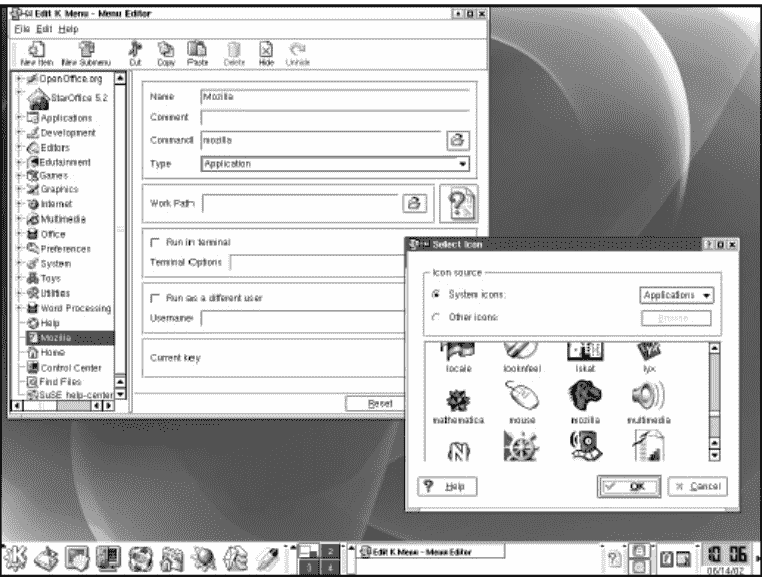 Edit K Menu - Menu Editor
File Edit Help
New Item New Submenu Cut Copy Paste Delete Hide Unhide
OpenOffice.org
StarOffice 5.2
Applications
Development
Editors
Edutainment
Games
Graphics
Internet
Multimedia
Office
Preferences
System
Toys
Utilities
Word Processing
Help
Mozilla
Home
Control Center
Find Files
SuSE help-center
Name Mozilla
Comment
Command mozilla
Type Application
Work Path
Run in terminal
Terminal Options
Run as a different user
Username
Current key
Reset
Select Icon
Icon source
System icons: Applications
Other icons: Browse
locale looknfeel lskat lyx
mathematica mouse mozilla multimedia
Help OK Cancel
2
3 4
Edit K Menu - Menu Editor
10 06
06/14/02